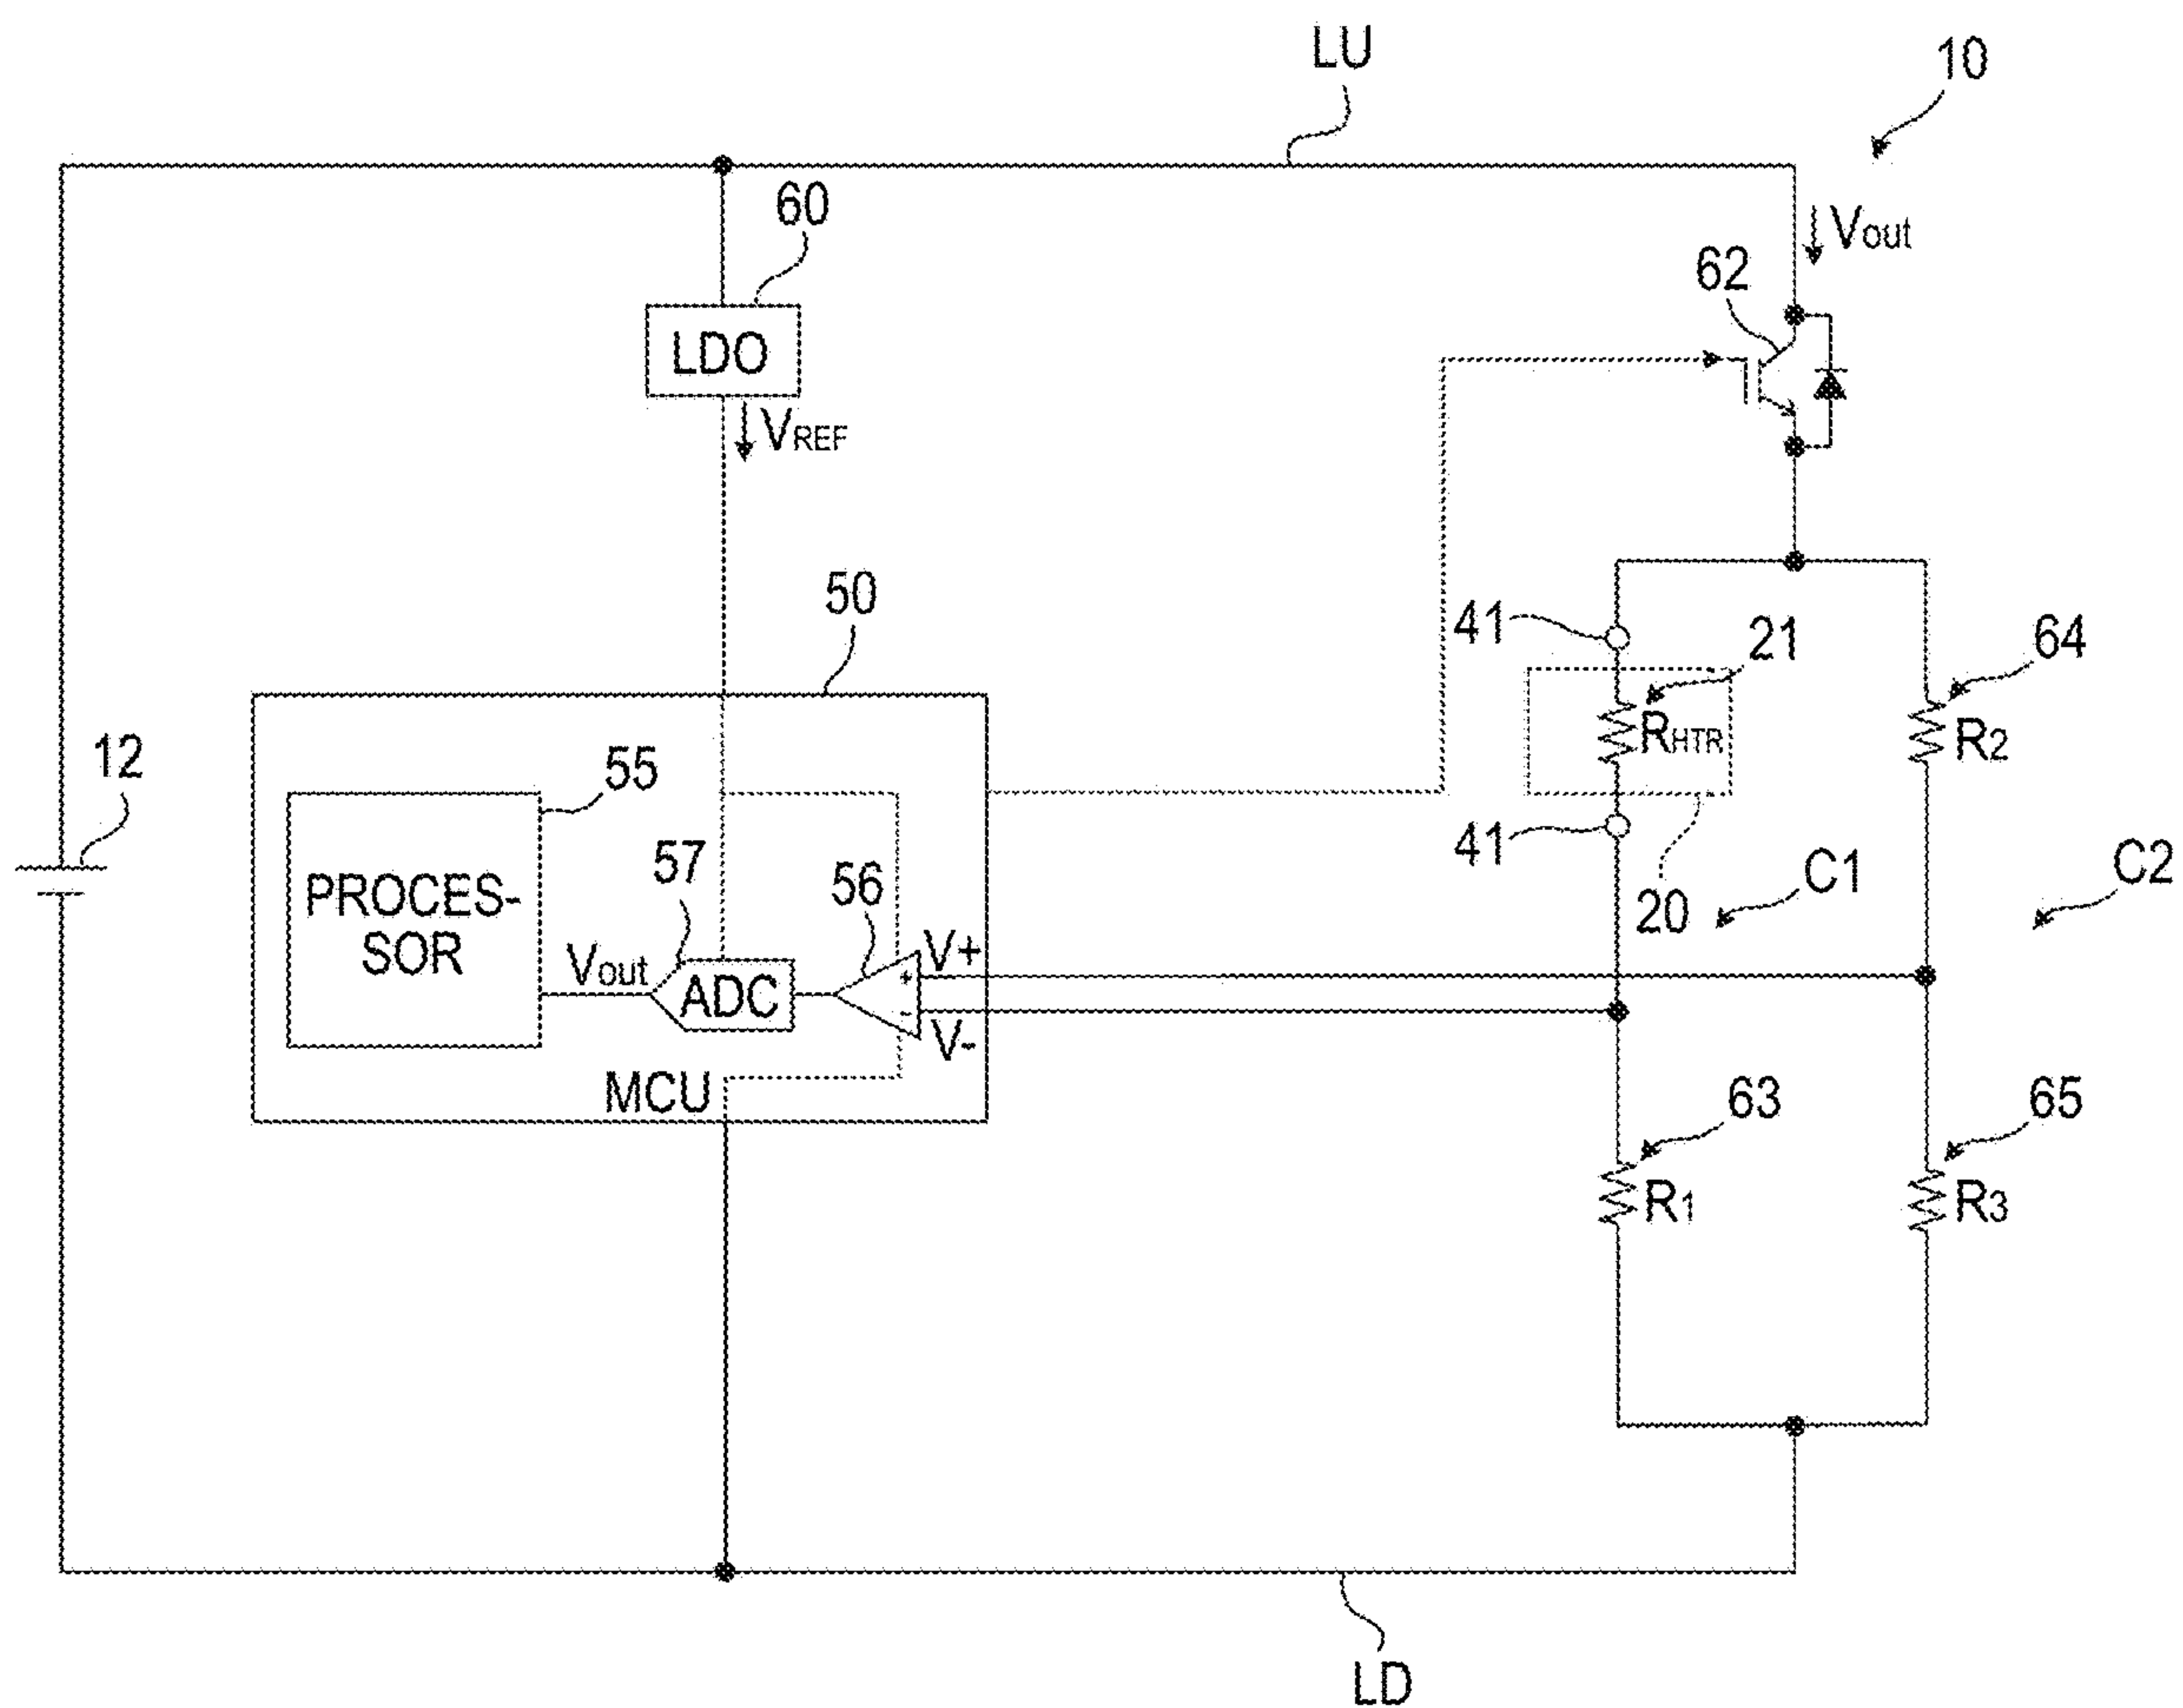 LU
10
60
Vout
62
LDO
VREF
50
41
21
64
RHTR
R2
12
55
57
56
41
C1
C2
20
PROCES-
SOR
Vout
ADC
+
V+
-
V-
MCU
63
65
R1
R3
LD